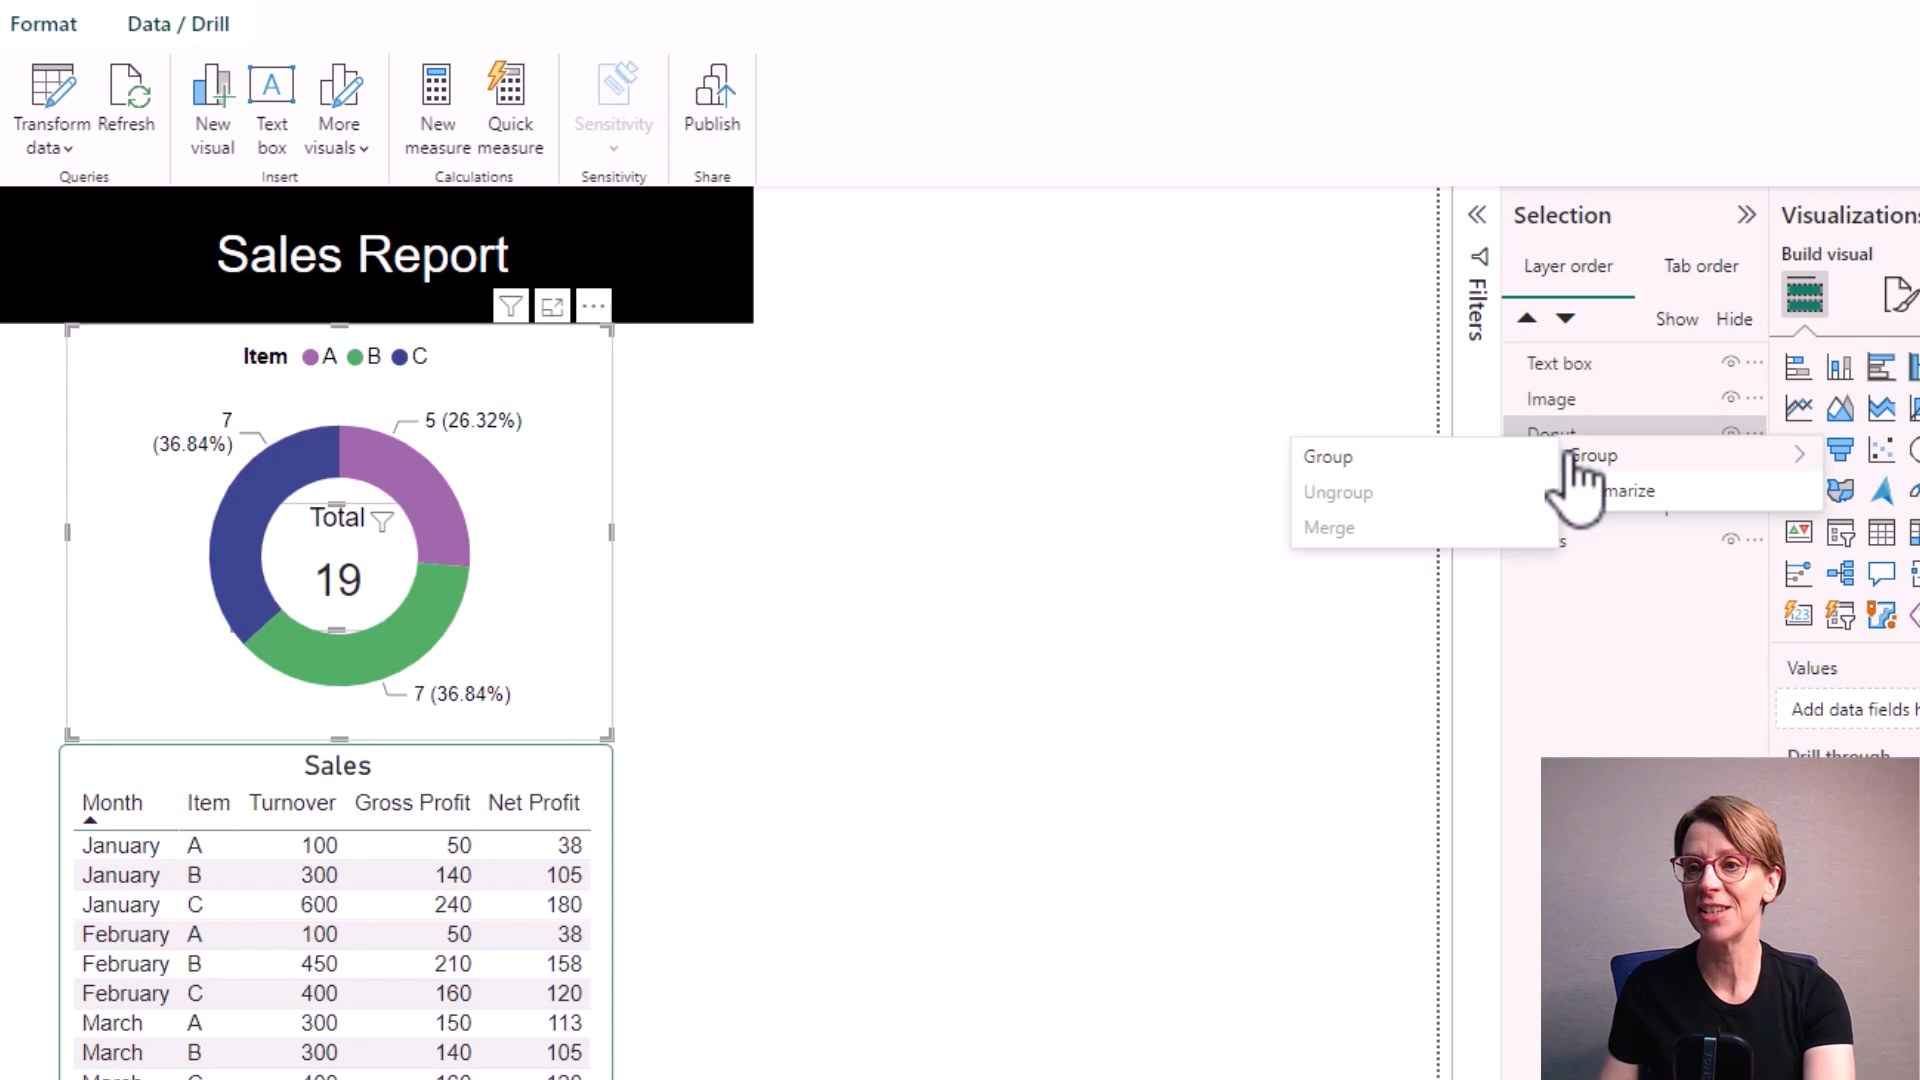 Format
Data / Drill
Transform data
Refresh
New visual
Text box
More visuals
New measure
Quick measure
Sensitivity
Publish
Queries
Insert
Calculations
Sensitivity
Share
Sales Report
Item A B C
7 (36.84%)
5 (26.32%)
Total
19
7 (36.84%)
Sales
Month Item Turnover Gross Profit Net Profit
January A 100 50 38
January B 300 140 105
January C 600 240 180
February A 100 50 38
February B 450 210 158
February C 400 160 120
March A 300 150 113
March B 300 140 105
Group
Ungroup
Merge
Filters
Selection
Layer order
Tab order
Show Hide
Text box
Image
Donut
Group
marize
s
Visualizations
Build visual
123
Values
Add data fields h
Drill through